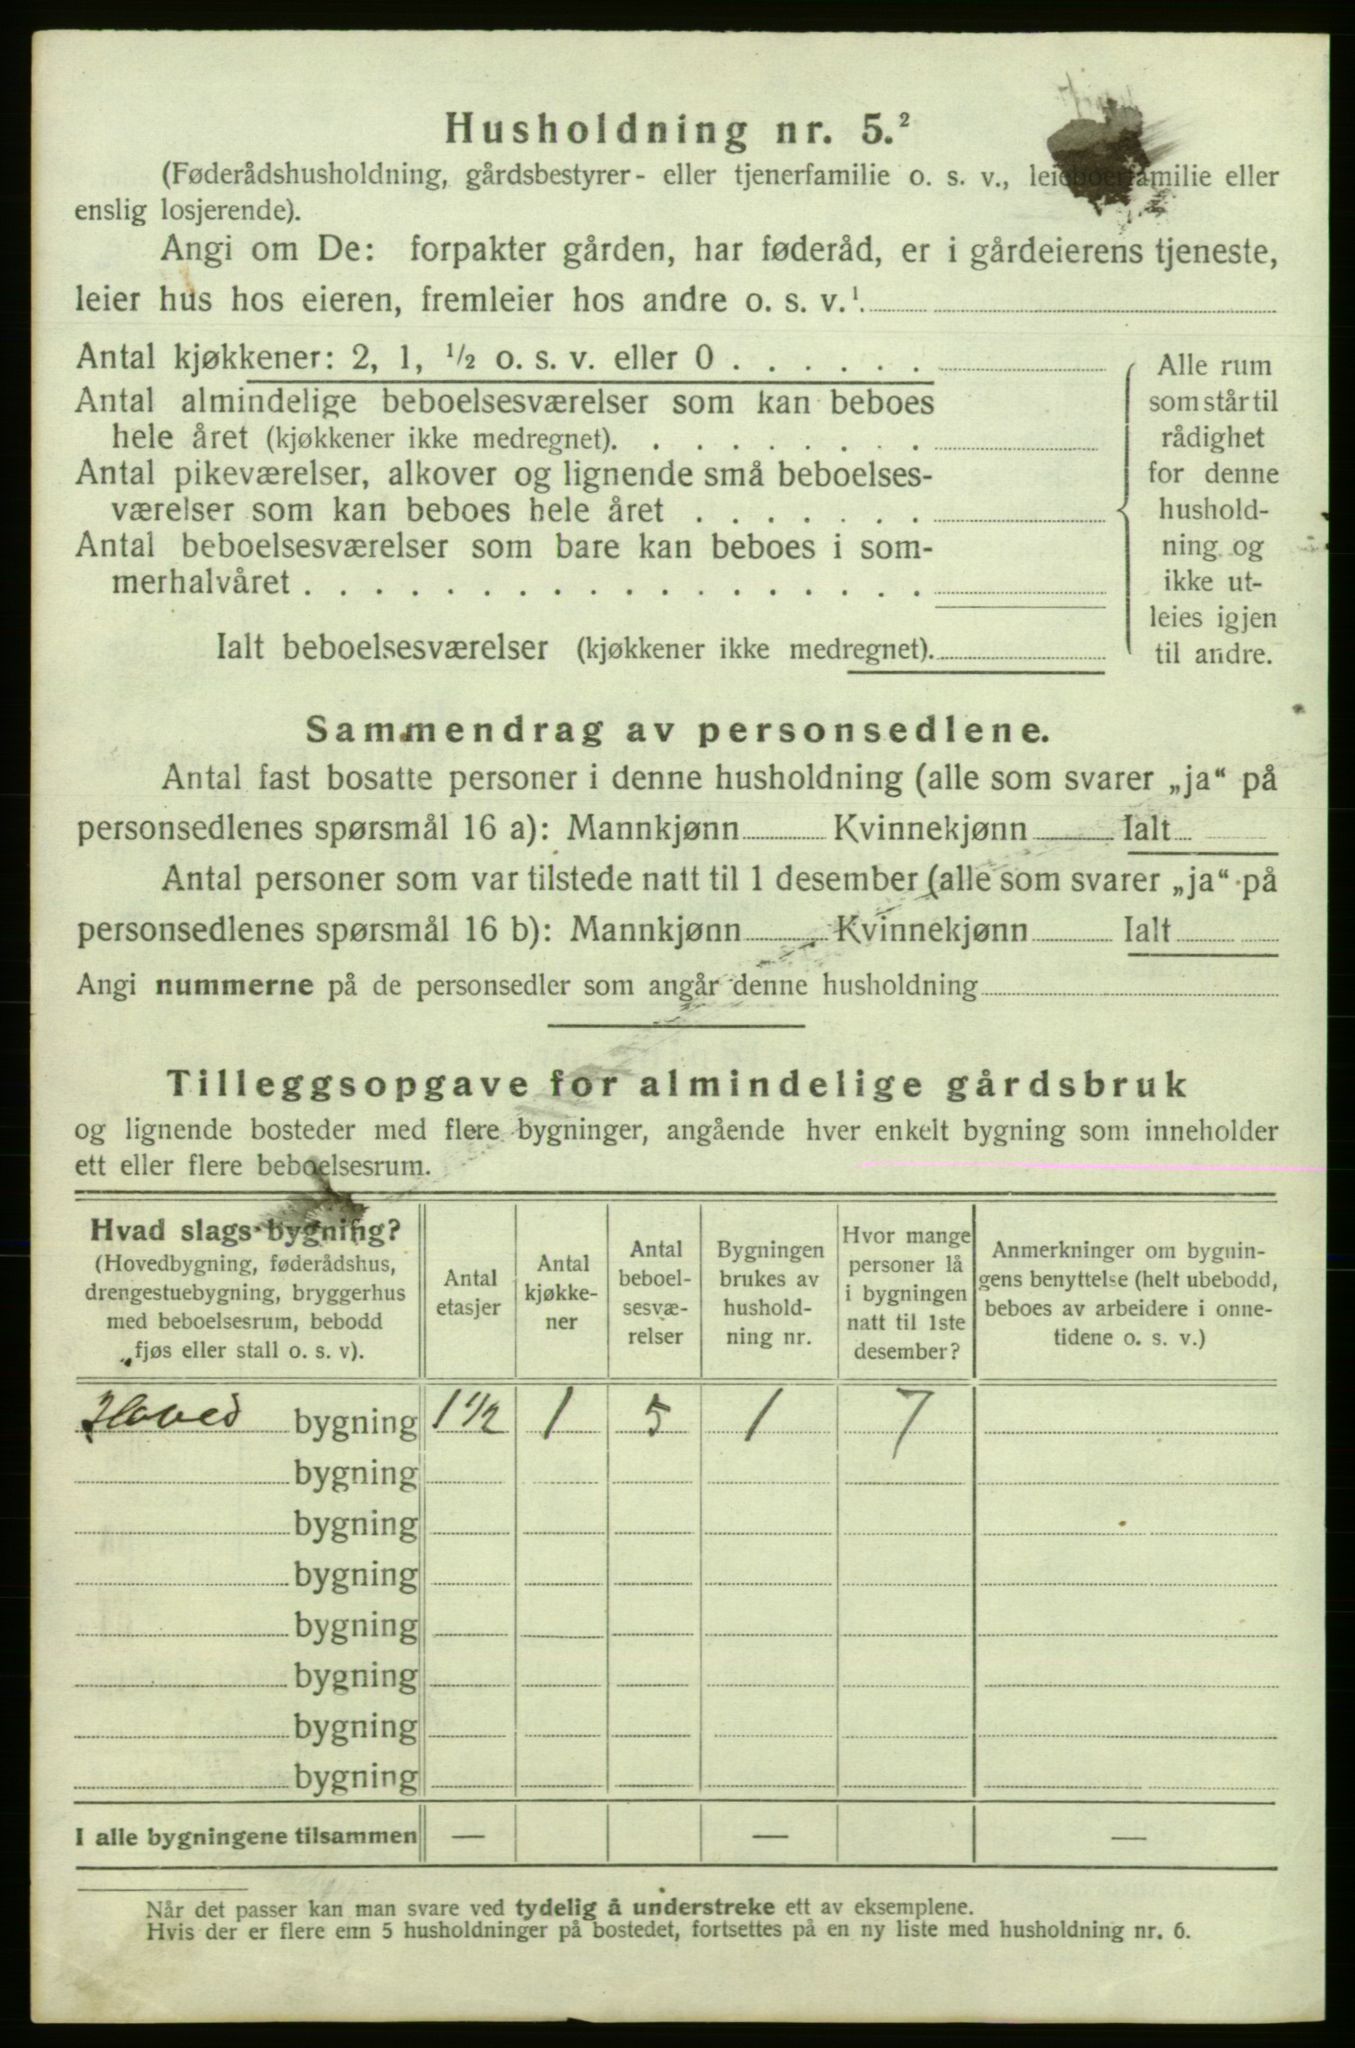 Husholdning nr. 5.²
(Føderådshusholdning, gårdsbestyrer- eller tjenerfamilie o. s. v., leieboerfamilie eller
enslig losjerende).
Angi om De: forpakter gården, har føderåd, er i gårdeierens tjeneste,
leier hus hos eieren, fremleier hos andre o. s. v.¹
Antal kjøkkener: 2, 1, ½ o. s. v. eller 0 . . . . . .
Antal almindelige beboelsesværelser som kan beboes
hele året (kjøkkener ikke medregnet). . . . . . . . .
Antal pikeværelser, alkover og lignende små beboelses-
værelser som kan beboes hele året . . . . . . .
Antal beboelsesværelser som bare kan beboes i som-
merhalvåret . . . . . . . . . . . . . . . . . .
Ialt beboelsesværelser (kjøkkener ikke medregnet).
Alle rum
som står til
rådighet
for denne
hushold-
ning og
ikke ut-
leies igjen
til andre.
Sammendrag av personsedlene.
Antal fast bosatte personer i denne husholdning (alle som svarer „ja“ på
personsedlenes spørsmål 16 a): Mannkjønn Kvinnekjønn Ialt
Antal personer som var tilstede natt til 1 desember (alle som svarer „ja“ på
personsedlenes spørsmål 16 b): Mannkjønn Kvinnekjønn Ialt
Angi nummerne på de personsedler som angår denne husholdning
Tilleggsopgave for almindelige gårdsbruk
og lignende bosteder med flere bygninger, angående hver enkelt bygning som inneholder
ett eller flere beboelsesrum.
Hvad slags bygning?
(Hovedbygning, føderådshus,
drengestuebygning, bryggerhus
med beboelsesrum, bebodd
fjøs eller stall o. s. v).
Antal
etasjer
Antal
kjøkke-
ner
Antal
beboel-
sesvæ-
relser
Bygningen
brukes av
hushold-
ning nr.
Hvor mange
personer lå
i bygningen
natt til 1ste
desember?
Anmerkninger om bygnin-
gens benyttelse (helt ubebodd,
beboes av arbeidere i onne-
tidene o. s. v.)
Hoved bygning 1 1/2 1 5 1 7
bygning
bygning
bygning
bygning
bygning
bygning
bygning
I alle bygningene tilsammen — — —
Når det passer kan man svare ved tydelig å understreke ett av eksemplene.
Hvis der er flere enn 5 husholdninger på bostedet, fortsettes på en ny liste med husholdning nr. 6.